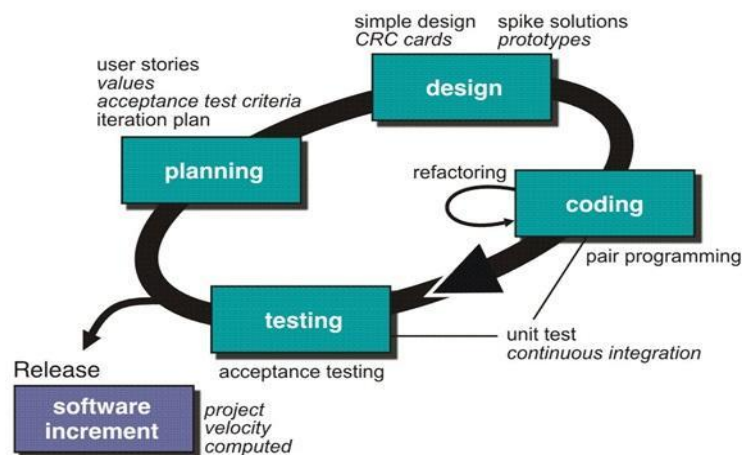 simple design
CRC cards
spike solutions
prototypes
user stories
values
acceptance test criteria
iteration plan
design
planning
refactoring
coding
pair programming
testing
unit test
continuous integration
acceptance testing
Release
software
increment
project
velocity
computed